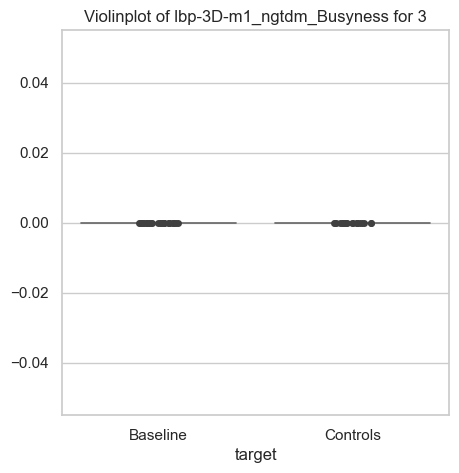 Violinplot of lbp-3D-m1_ngtdm_Busyness for 3
0.04
0.02
0.00
−0.02
−0.04
Baseline
Controls
target